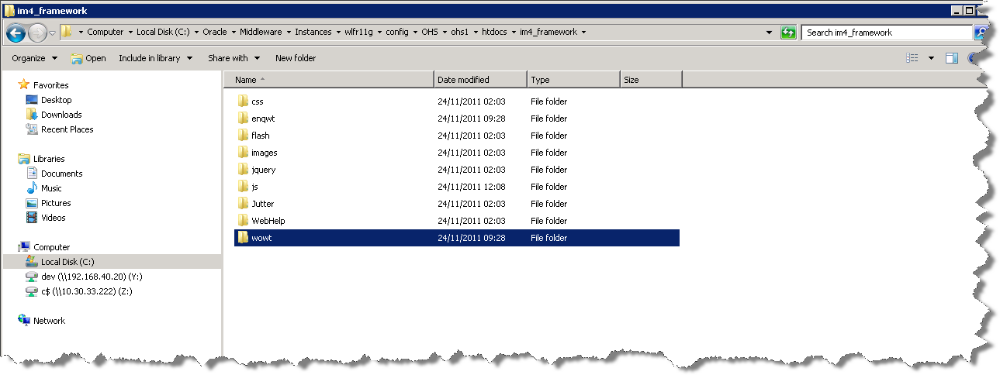 im4_framework
Computer Local Disk (C:) Oracle Middleware Instances wlfr11g config OHS ohs1 htdocs im4_framework
Search im4_framework
Organize Open Include in library Share with New folder
Favorites
Desktop
Downloads
Recent Places
Libraries
Documents
Music
Pictures
Videos
Computer
Local Disk (C:)
dev (\\192.168.40.20) (Y:)
c$ (\\10.30.33.222) (Z:)
Network
Name Date modified Type Size
css 24/11/2011 02:03 File folder
enqwt 24/11/2011 09:28 File folder
flash 24/11/2011 02:03 File folder
images 24/11/2011 02:03 File folder
jquery 24/11/2011 02:03 File folder
js 24/11/2011 12:08 File folder
Jutter 24/11/2011 02:03 File folder
WebHelp 24/11/2011 02:03 File folder
wowt 24/11/2011 09:28 File folder